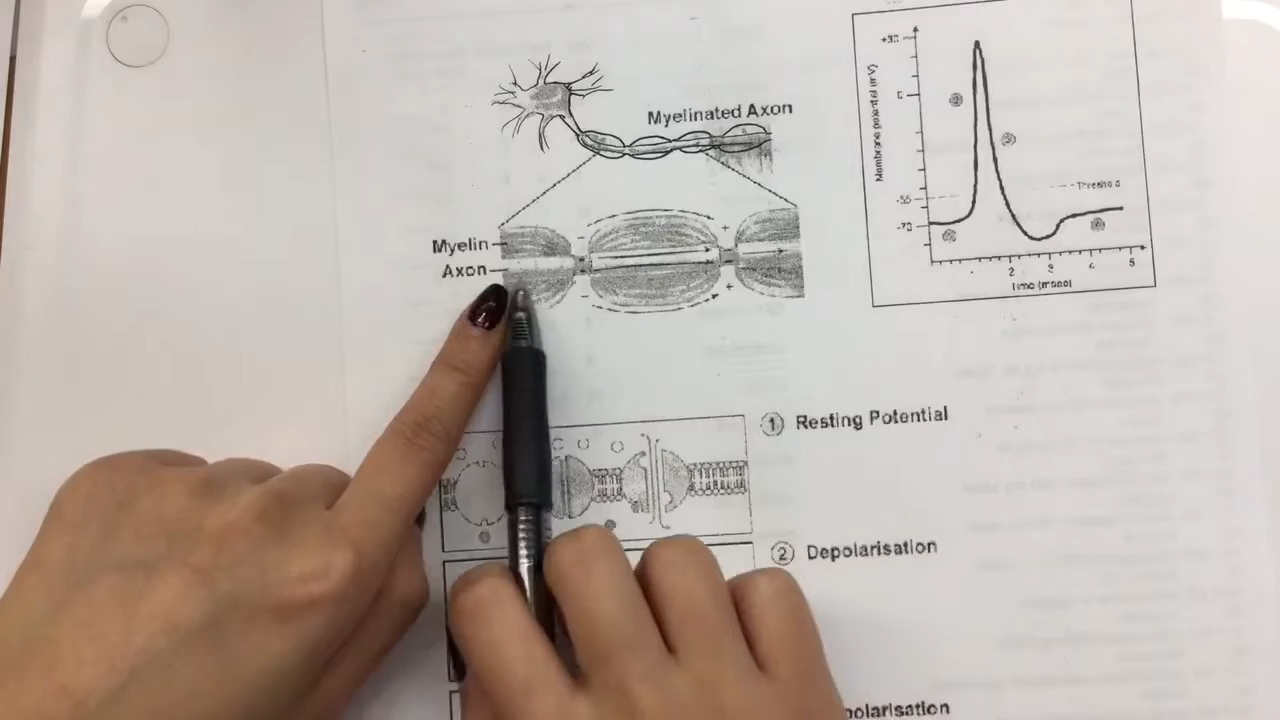 Myelinated Axon
Myelin
Axon
+30
0
-55
-70
Membrane potential (mV)
Threshold
2
3
4
5
Time (msec)
1 Resting Potential
2 Depolarisation
polarisation